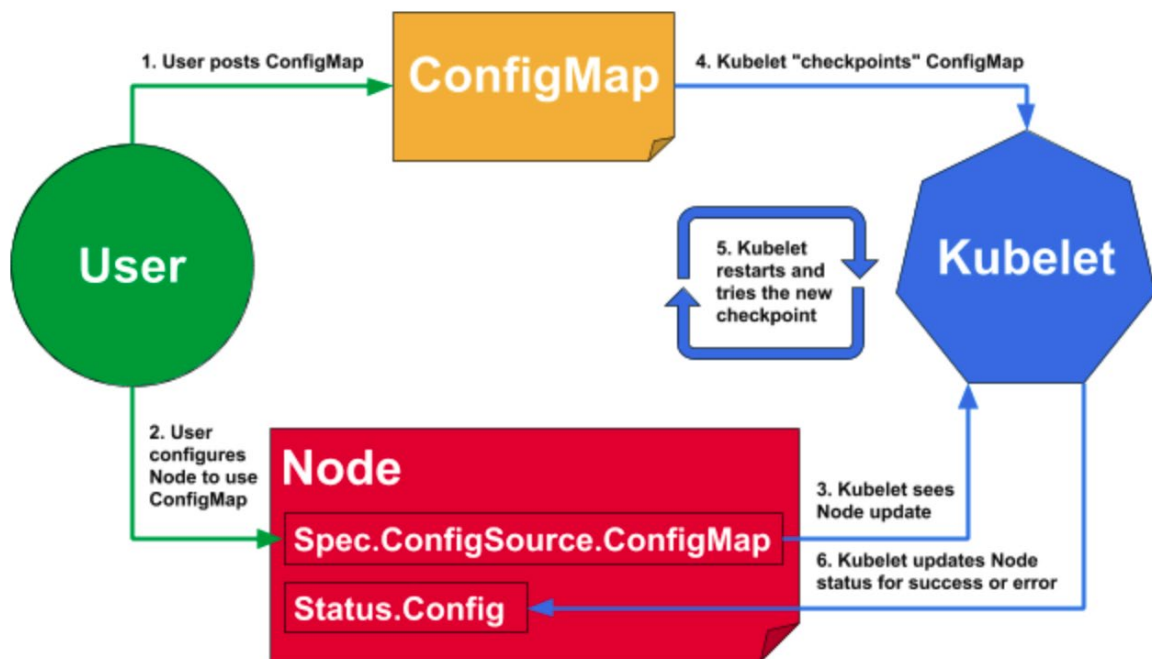 1. User posts ConfigMap
ConfigMap
4. Kubelet "checkpoints" ConfigMap
User
5. Kubelet
restarts and
tries the new
checkpoint
Kubelet
2. User
configures
Node to use
ConfigMap
Node
Spec.ConfigSource.ConfigMap
Status.Config
3. Kubelet sees
Node update
6. Kubelet updates Node
status for success or error